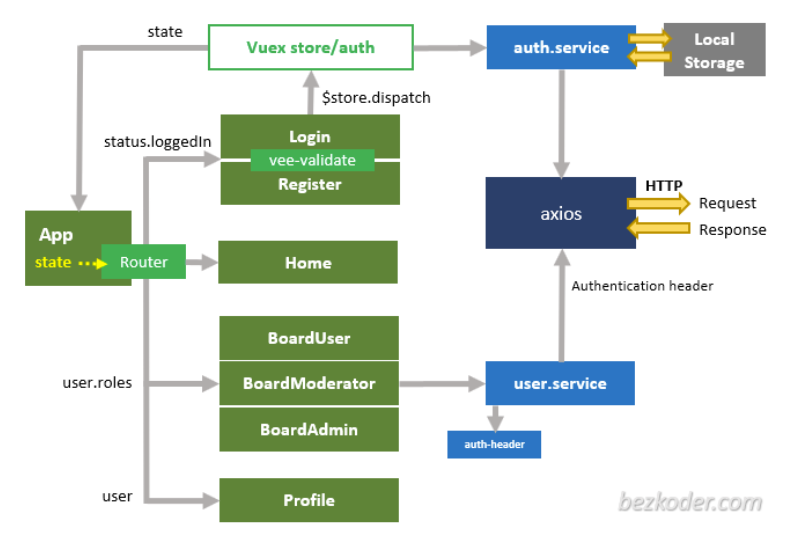 state
Vuex store/auth
auth.service
Local
Storage
$store.dispatch
status.loggedIn
Login
vee-validate
Register
HTTP
axios
Request
Response
App
state
Router
Home
Authentication header
BoardUser
user.roles
BoardModerator
user.service
BoardAdmin
auth-header
user
Profile
bezkoder.com